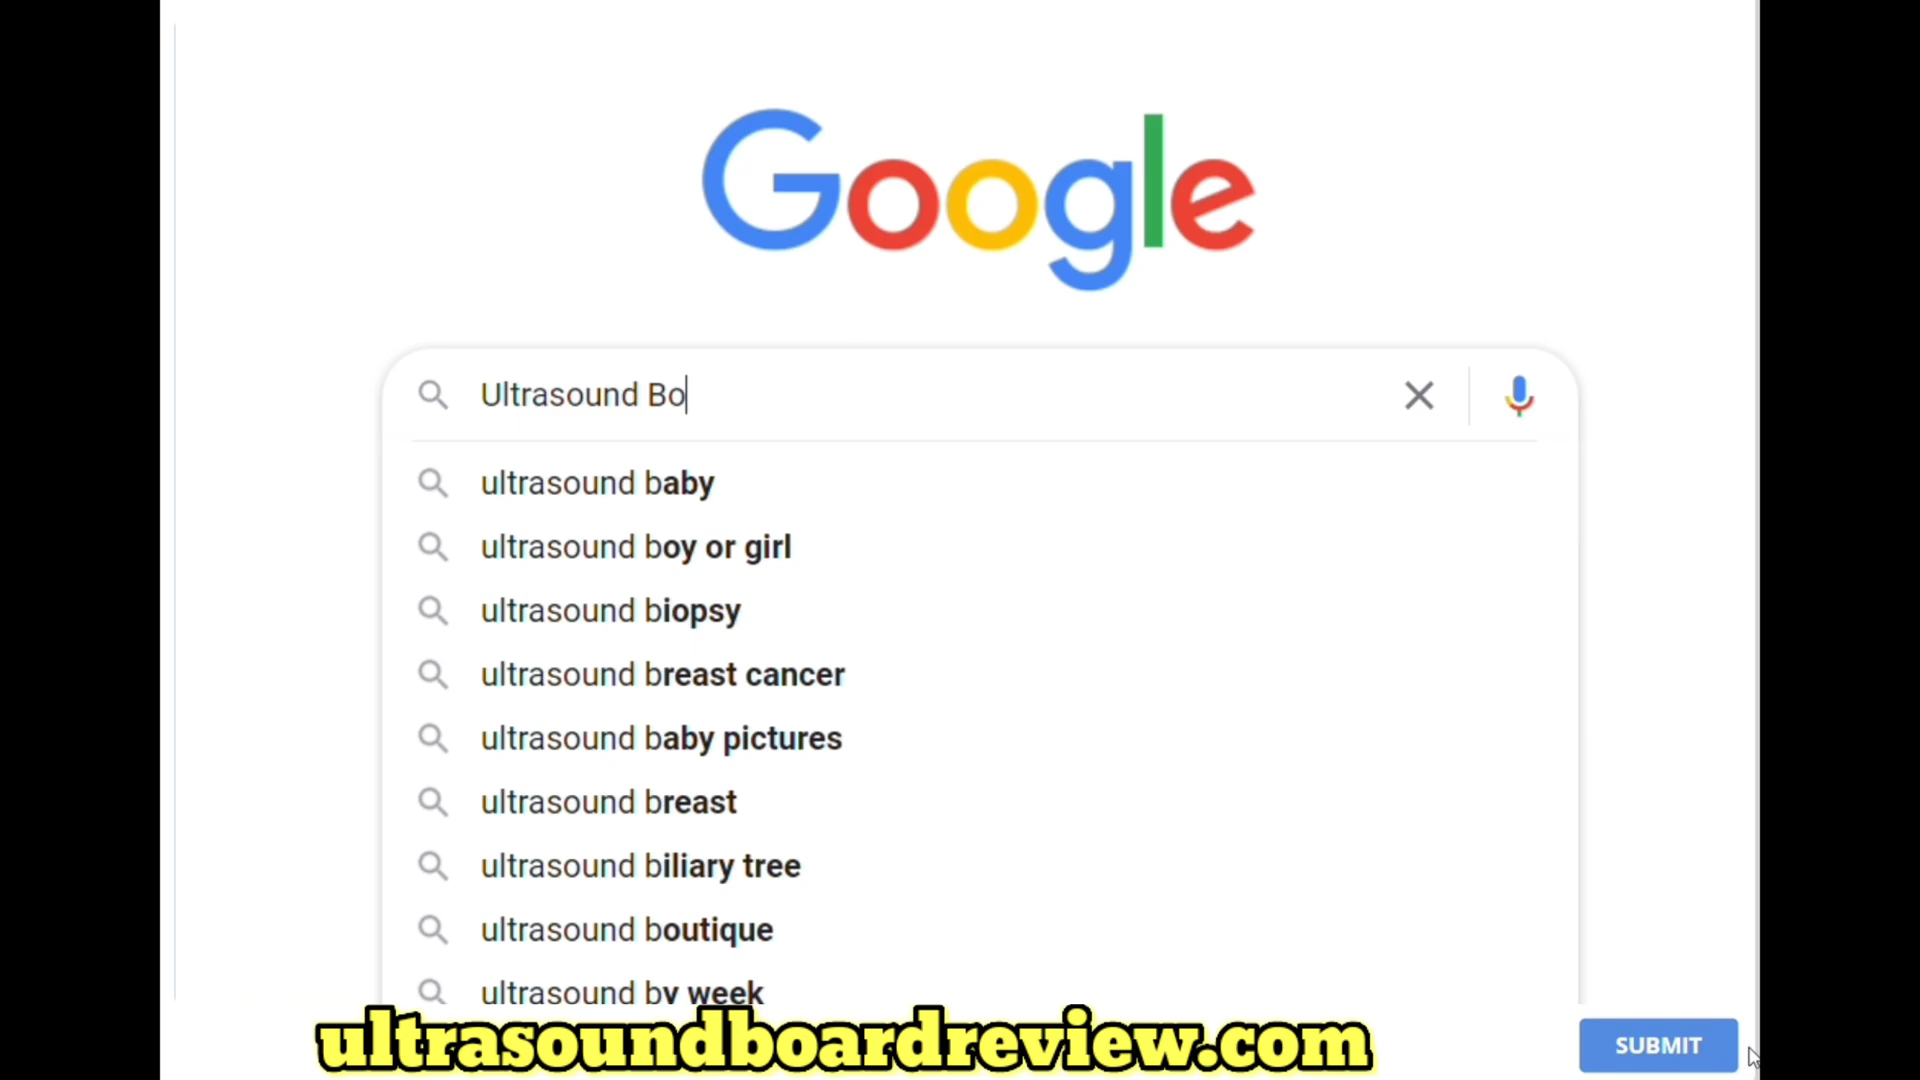 Google
Ultrasound Bo
ultrasound baby
ultrasound boy or girl
ultrasound biopsy
ultrasound breast cancer
ultrasound baby pictures
ultrasound breast
ultrasound biliary tree
ultrasound boutique
ultrasound by week
ultrasoundboardreview.com
SUBMIT